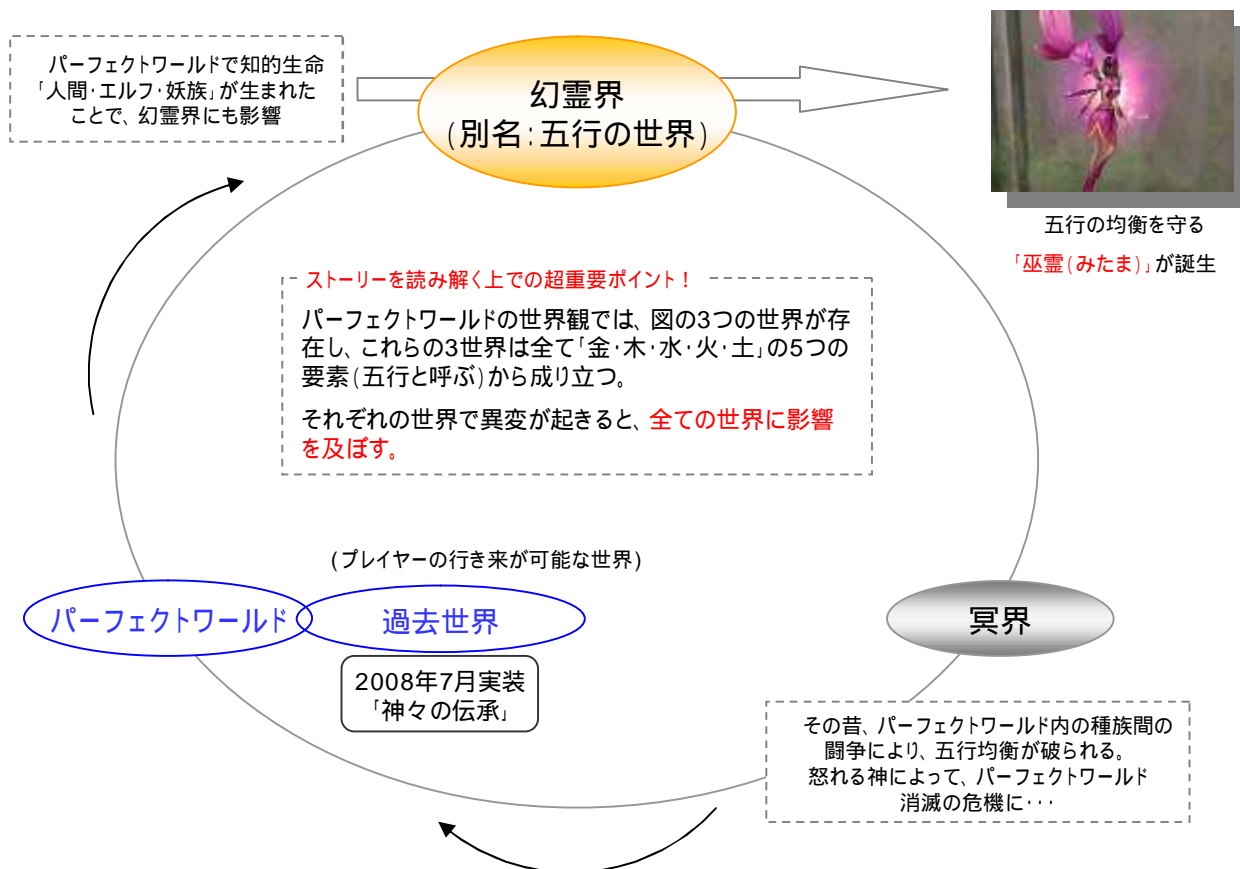 パーフェクトワールドで知的生命
「人間・エルフ・妖族」が生まれた
ことで、幻霊界にも影響
幻霊界
(別名:五行の世界)
五行の均衡を守る
「巫霊(みたま)」が誕生
ストーリーを読み解く上での超重要ポイント!
パーフェクトワールドの世界観では、図の3つの世界が存
在し、これらの3世界は全て「金・木・水・火・土」の5つの
要素(五行と呼ぶ)から成り立つ。
それぞれの世界で異変が起きると、全ての世界に影響
を及ぼす。
(プレイヤーの行き来が可能な世界)
パーフェクトワールド
過去世界
冥界
2008年7月実装
「神々の伝承」
その昔、パーフェクトワールド内の種族間の
闘争により、五行均衡が破られる。
怒れる神によって、パーフェクトワールド
消滅の危機に・・・